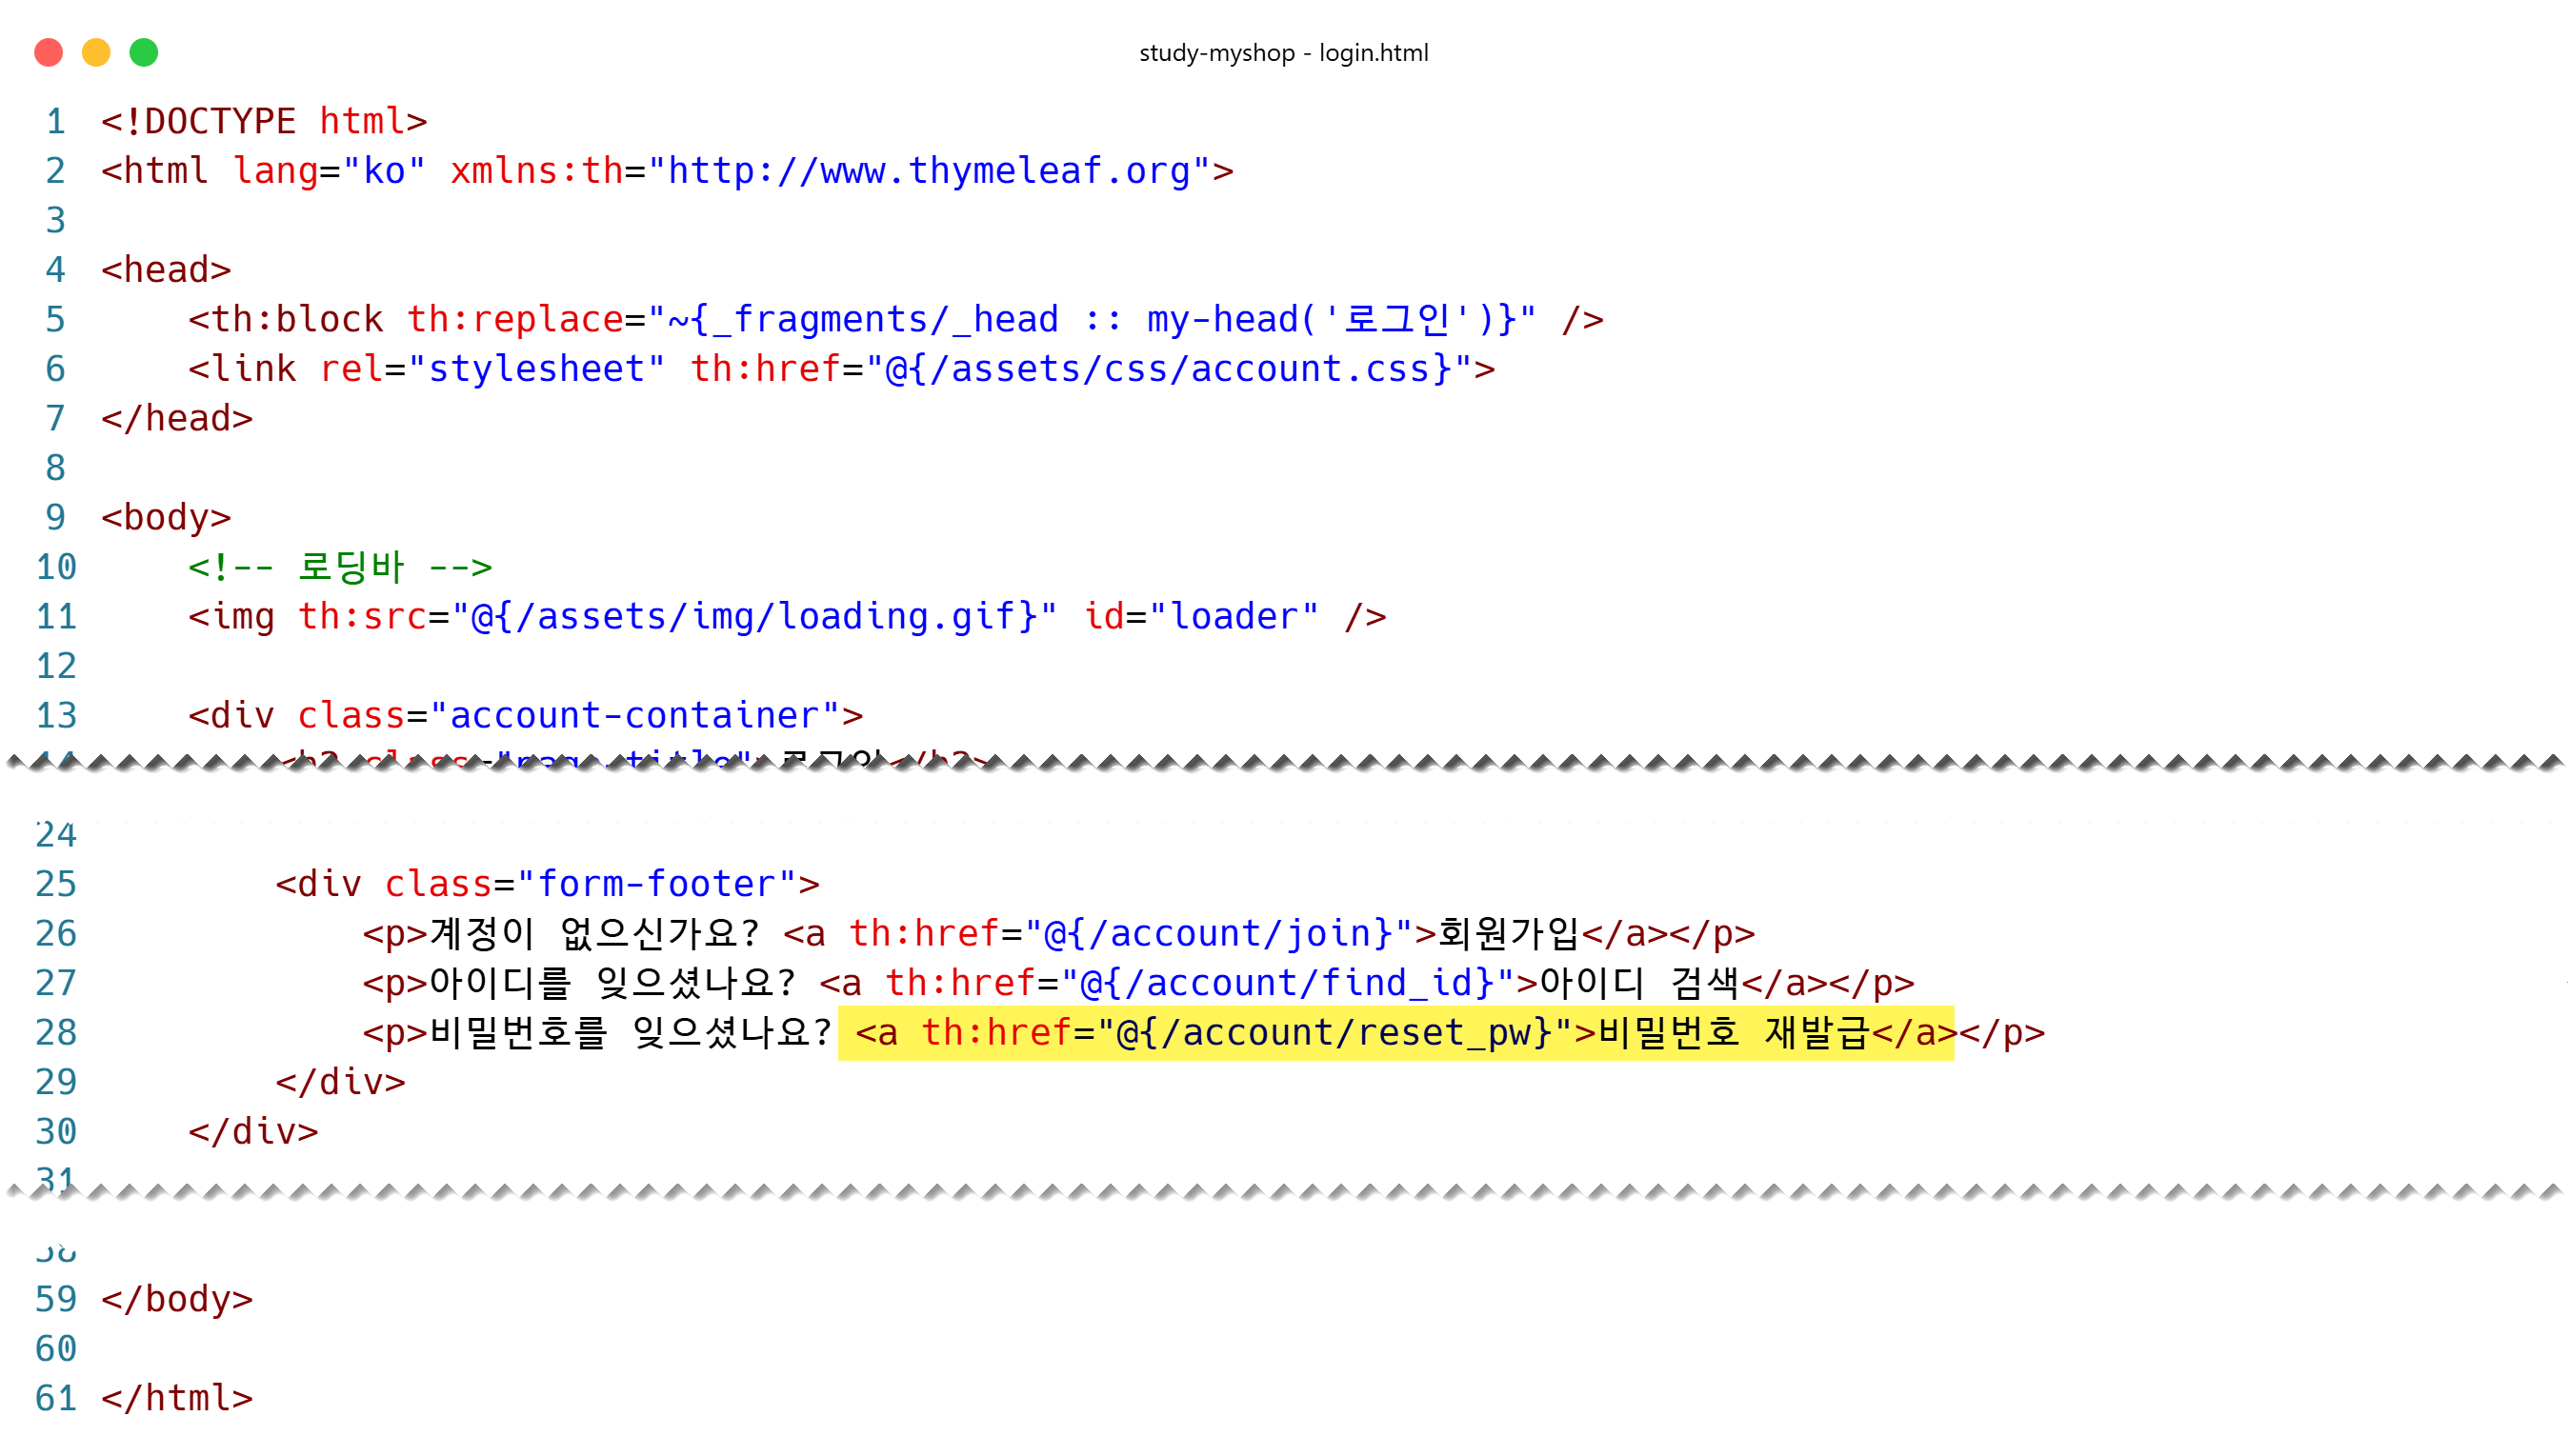 study-myshop - login.html
1 <!DOCTYPE html>
2 <html lang="ko" xmlns:th="http://www.thymeleaf.org">
3
4 <head>
5     <th:block th:replace="~{_fragments/_head :: my-head('로그인')}" />
6     <link rel="stylesheet" th:href="@{/assets/css/account.css}">
7 </head>
8
9 <body>
10     <!-- 로딩바 -->
11     <img th:src="@{/assets/img/loading.gif}" id="loader" />
12
13     <div class="account-container">
24
25         <div class="form-footer">
26             <p>계정이 없으신가요? <a th:href="@{/account/join}">회원가입</a></p>
27             <p>아이디를 잊으셨나요? <a th:href="@{/account/find_id}">아이디 검색</a></p>
28             <p>비밀번호를 잊으셨나요? <a th:href="@{/account/reset_pw}">비밀번호 재발급</a></p>
29         </div>
30     </div>
31
59 </body>
60
61 </html>